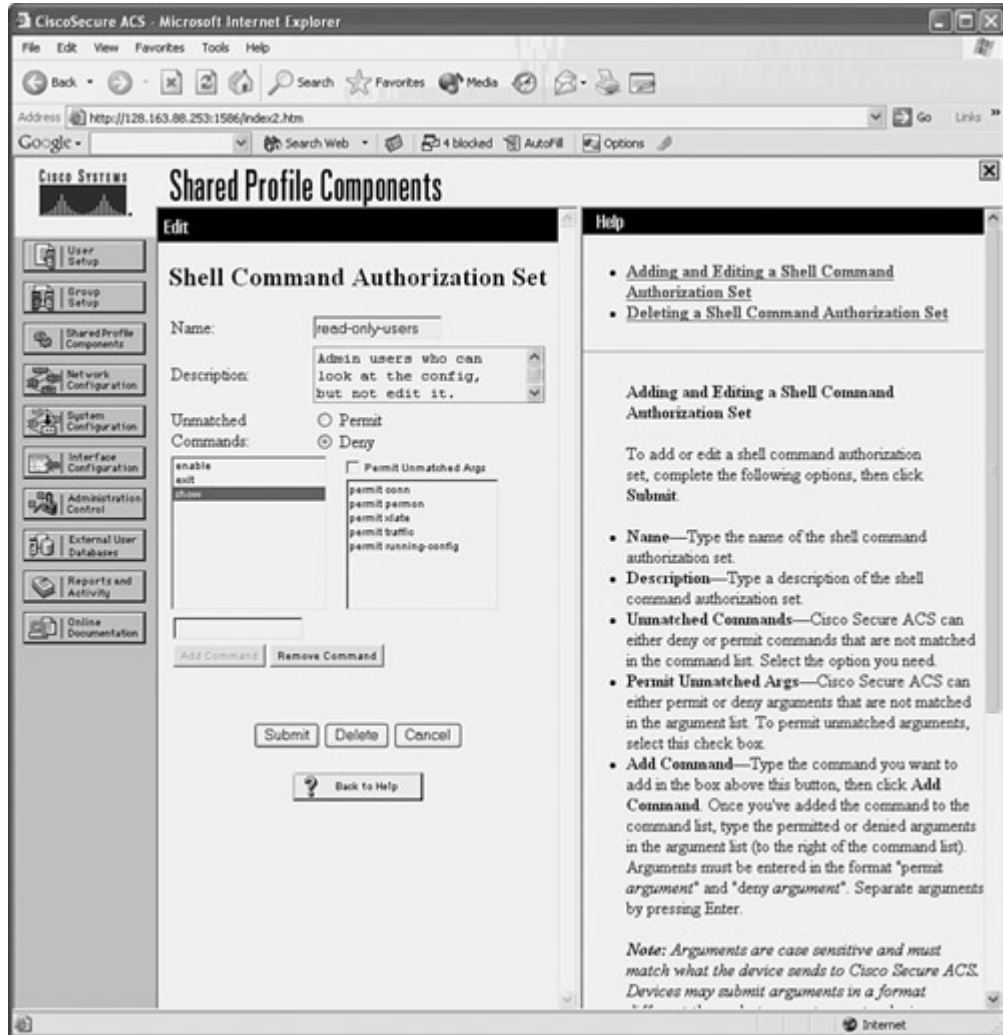 CiscoSecure ACS - Microsoft Internet Explorer
File Edit View Favorites Tools Help
Back Search Favorites Media
Address http://128.163.88.253:1586/index2.htm Go Links »
Google - Search Web 4 blocked AutoFill Options
CISCO SYSTEMS
Shared Profile Components
User Setup
Group Setup
Shared Profile Components
Network Configuration
System Configuration
Interface Configuration
Administration Control
External User Databases
Reports and Activity
Online Documentation
Edit
Shell Command Authorization Set
Name: read-only-users
Description: Admin users who can
look at the config,
but not edit it.
Unmatched Permit
Commands: Deny
enable
exit
show
Permit Unmatched Args
permit conn
permit permon
permit xlate
permit traffic
permit running-config
Add Command Remove Command
Submit Delete Cancel
? Back to Help
Help
• Adding and Editing a Shell Command
Authorization Set
• Deleting a Shell Command Authorization Set
Adding and Editing a Shell Command
Authorization Set
To add or edit a shell command authorization
set, complete the following options, then click
Submit.
• Name—Type the name of the shell command
authorization set.
• Description—Type a description of the shell
command authorization set.
• Unmatched Commands—Cisco Secure ACS can
either deny or permit commands that are not matched
in the command list. Select the option you need.
• Permit Unmatched Args—Cisco Secure ACS can
either permit or deny arguments that are not matched
in the argument list. To permit unmatched arguments,
select this check box.
• Add Command—Type the command you want to
add in the box above this button, then click Add
Command. Once you've added the command to the
command list, type the permitted or denied arguments
in the argument list (to the right of the command list).
Arguments must be entered in the format "permit
argument" and "deny argument". Separate arguments
by pressing Enter.
Note: Arguments are case sensitive and must
match what the device sends to Cisco Secure ACS.
Devices may submit arguments in a format
Internet